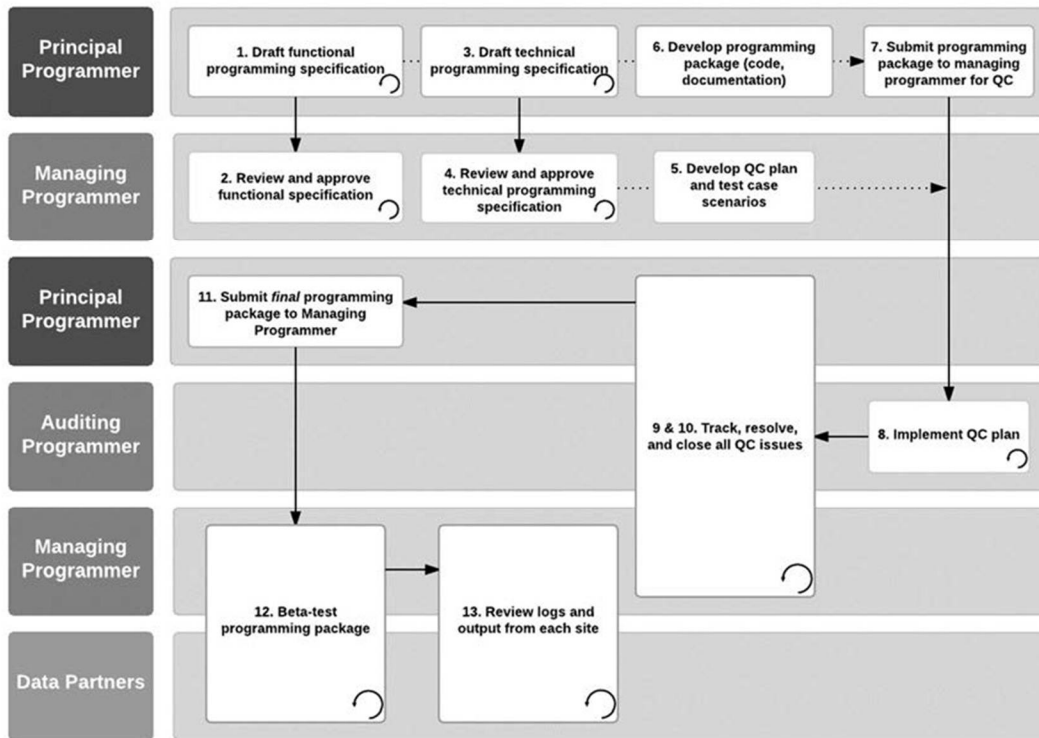 Principal
Programmer
1. Draft functional
programming specification
3. Draft technical
programming specification
6. Develop programming
package (code,
documentation)
7. Submit programming
package to managing
programmer for QC
Managing
Programmer
2. Review and approve
functional specification
4. Review and approve
technical programming
specification
5. Develop QC plan
and test case
scenarios
Principal
Programmer
11. Submit final programming
package to Managing
Programmer
Auditing
Programmer
9 & 10. Track, resolve,
and close all QC issues
8. Implement QC plan
Managing
Programmer
12. Beta-test
programming package
13. Review logs and
output from each site
Data Partners